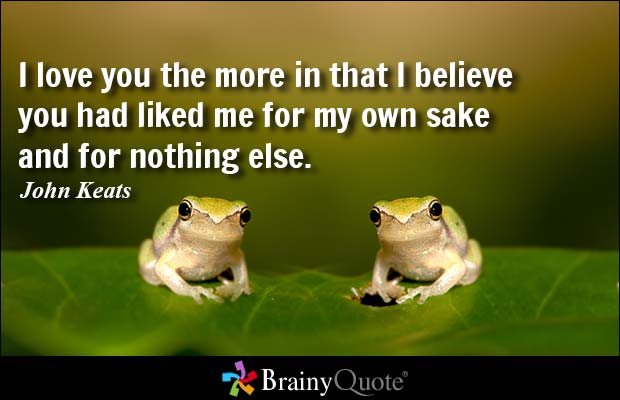 I love you the more in that I believe
you had liked me for my own sake
and for nothing else.
John Keats
BrainyQuote®